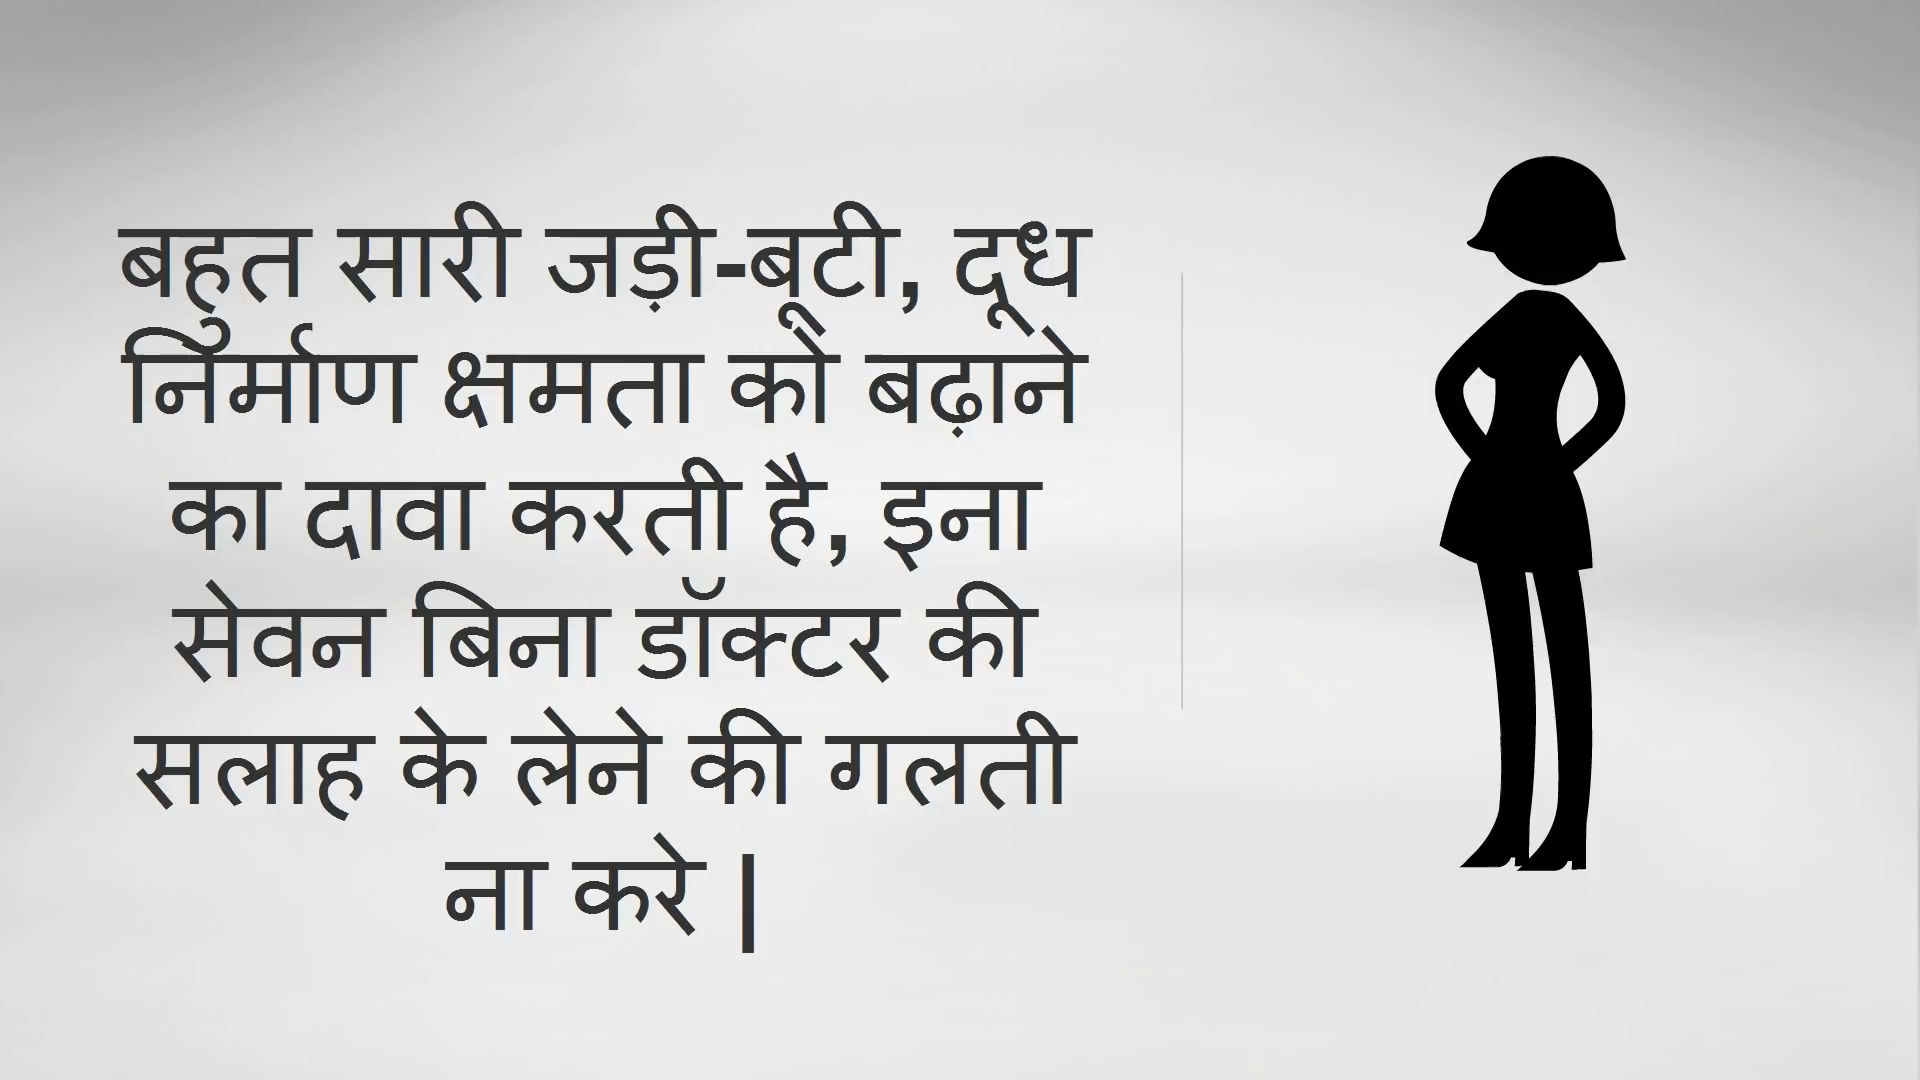 बहुत सारी जड़ी-बूटी, दूध
निर्माण क्षमता को बढ़ाने
का दावा करती है, इना
सेवन बिना डॉक्टर की
सलाह के लेने की गलती
ना करे |